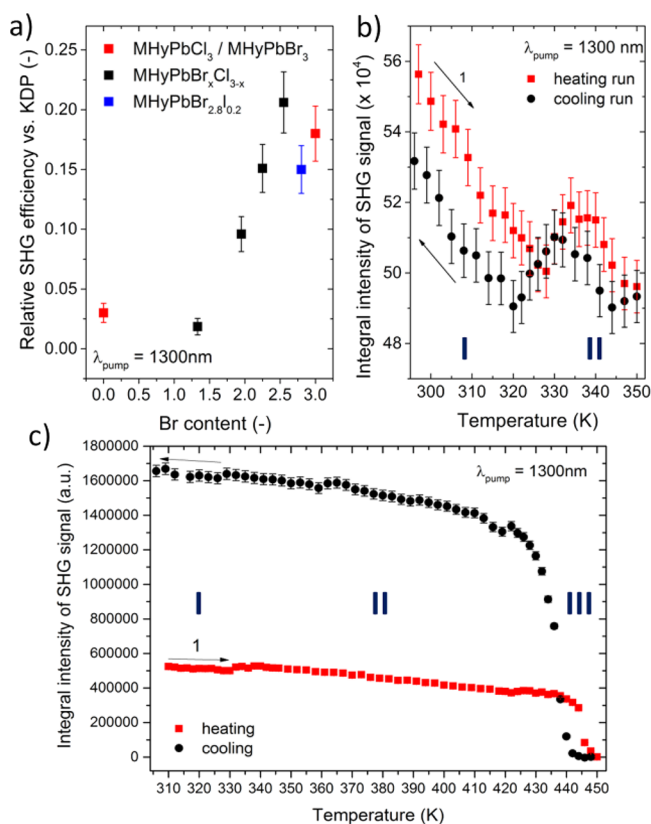 a)
Relative SHG efficiency vs. KDP (-)
0.25
0.20
0.15
0.10
0.05
0.00
MHyPbCl3 / MHyPbBr3
MHyPbBrxCl3-x
MHyPbBr2.8I0.2
λpump = 1300nm
0.0 0.5 1.0 1.5 2.0 2.5 3.0
Br content (-)
b)
Integral intensity of SHG signal (x 10⁴)
56
54
52
50
48
λpump = 1300 nm
1
heating run
cooling run
300 310 320 330 340 350
Temperature (K)
c)
Integral intensity of SHG signal (a.u.)
1800000
1600000
1400000
1200000
1000000
800000
600000
400000
200000
0
λpump = 1300nm
1
heating
cooling
310 320 330 340 350 360 370 380 390 400 410 420 430 440 450
Temperature (K)